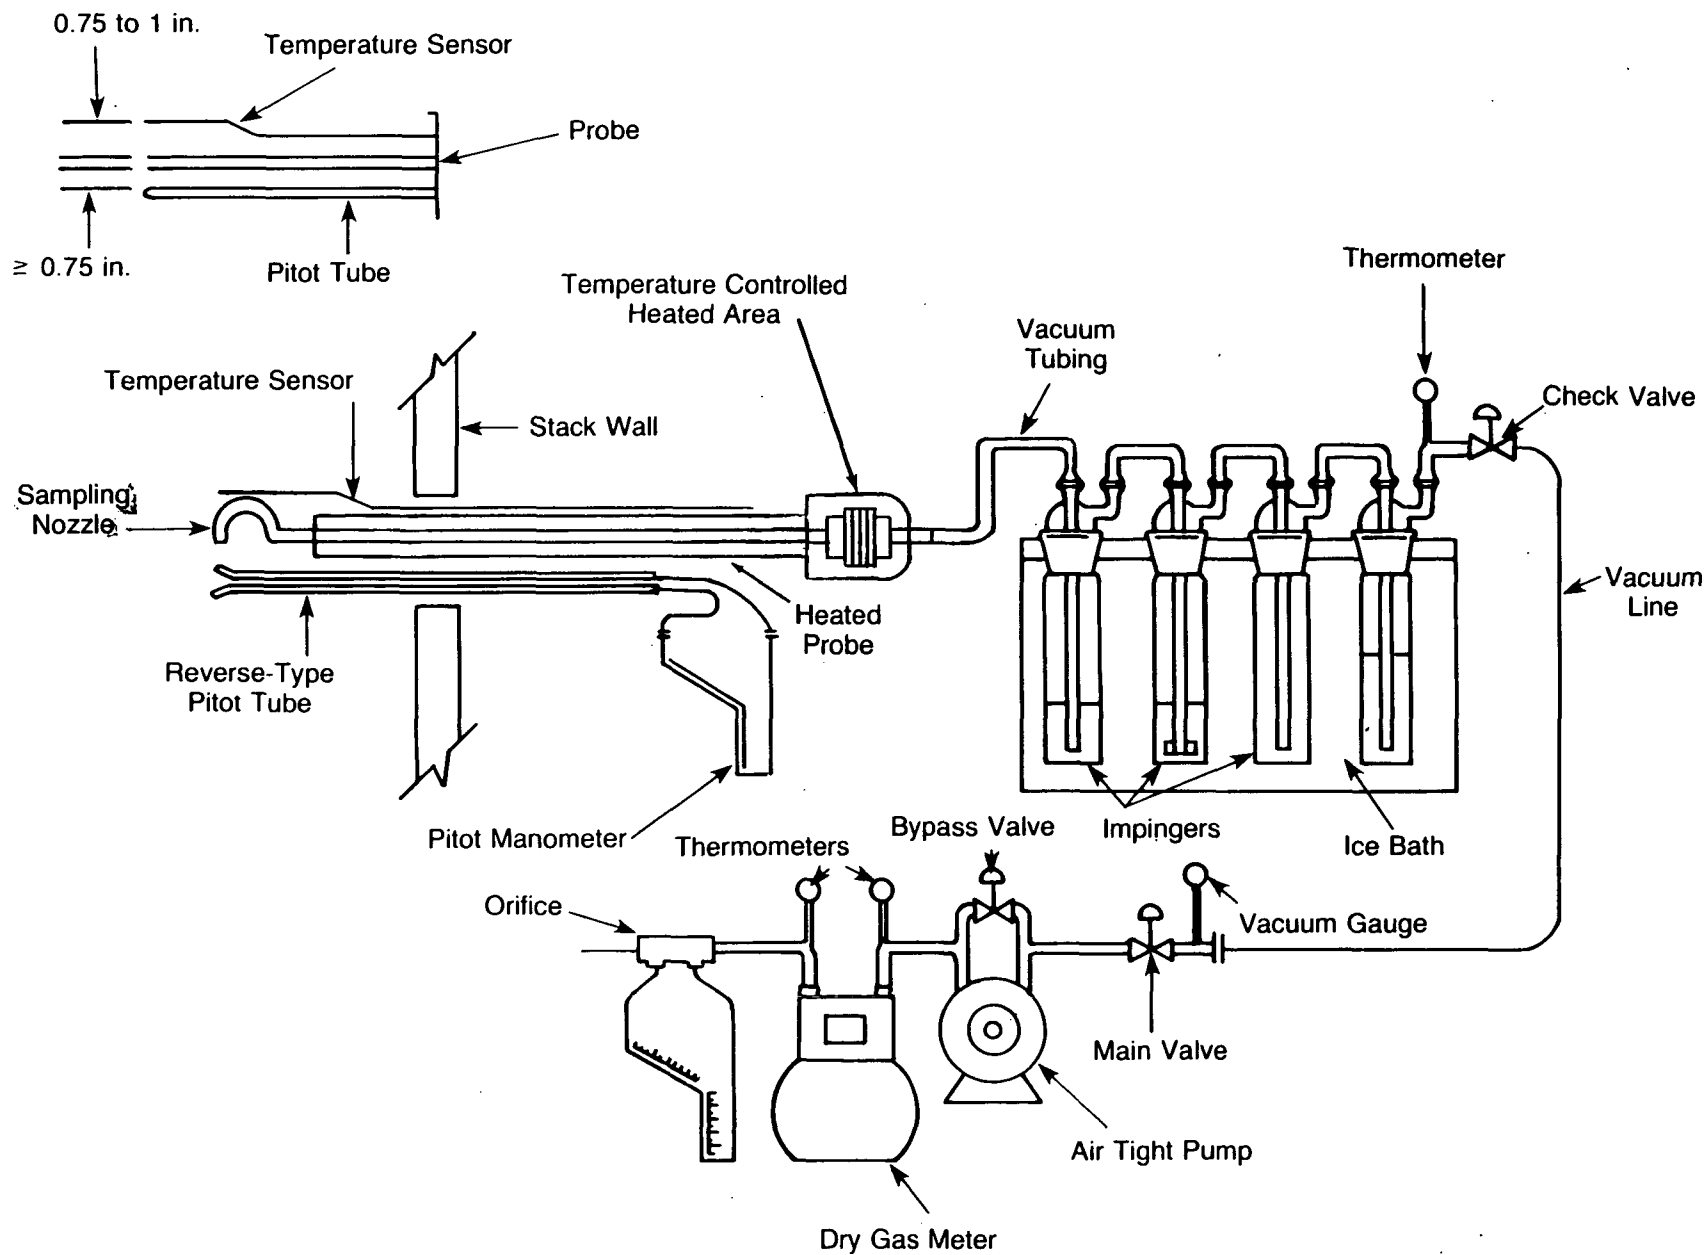 0.75 to 1 in.
Temperature Sensor
Probe
≥ 0.75 in.
Pitot Tube
Temperature Controlled
Heated Area
Thermometer
Vacuum
Tubing
Temperature Sensor
Check Valve
Stack Wall
Sampling
Nozzle
Vacuum
Line
Heated
Probe
Reverse-Type
Pitot Tube
Pitot Manometer
Thermometers
Bypass Valve
Impingers
Ice Bath
Orifice
Vacuum Gauge
Main Valve
Air Tight Pump
Dry Gas Meter